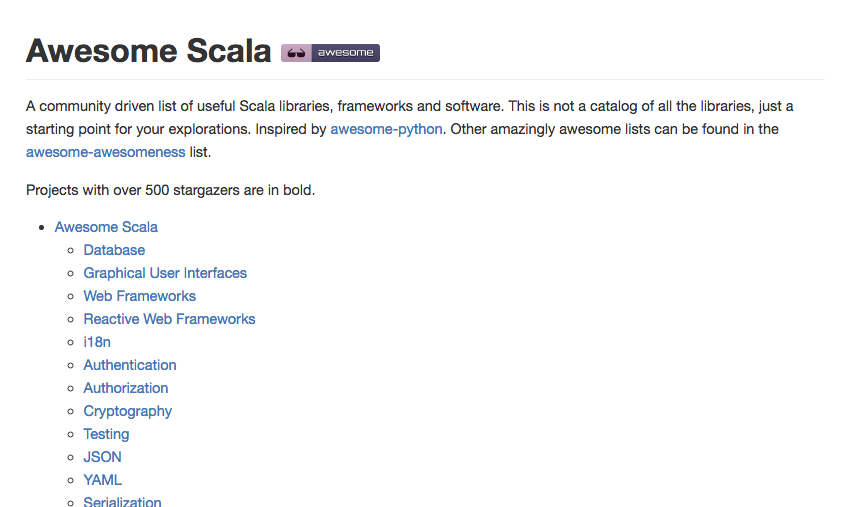 Awesome Scala awesome
A community driven list of useful Scala libraries, frameworks and software. This is not a catalog of all the libraries, just a
starting point for your explorations. Inspired by awesome-python. Other amazingly awesome lists can be found in the
awesome-awesomeness list.
Projects with over 500 stargazers are in bold.
Awesome Scala
Database
Graphical User Interfaces
Web Frameworks
Reactive Web Frameworks
i18n
Authentication
Authorization
Cryptography
Testing
JSON
YAML
Serialization